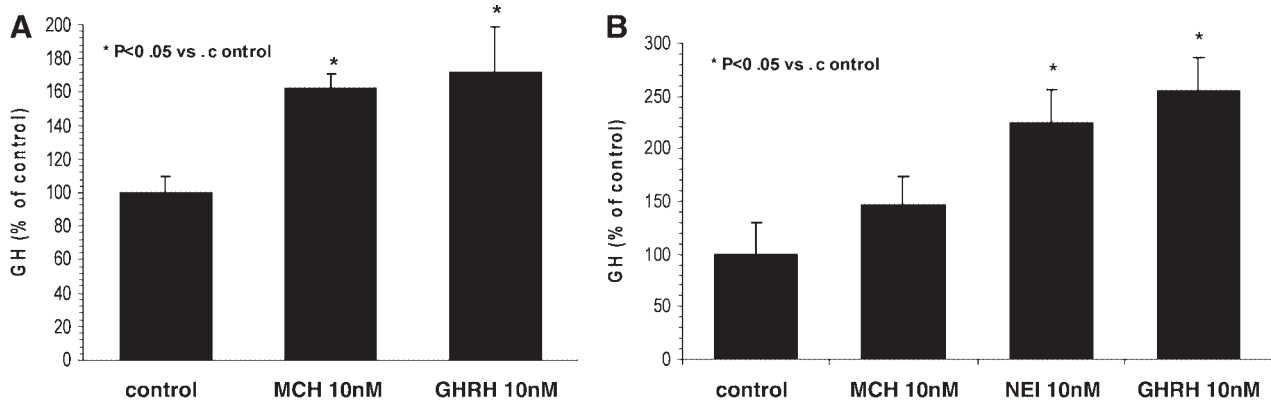 A
* P<0 .05 vs .c ontrol
GH (% of control)
200
180
160
140
120
100
80
60
40
20
0
*
*
control
MCH 10nM
GHRH 10nM
B
* P<0 .05 vs .c ontrol
GH (% of control)
300
250
200
150
100
50
0
*
*
control
MCH 10nM
NEI 10nM
GHRH 10nM